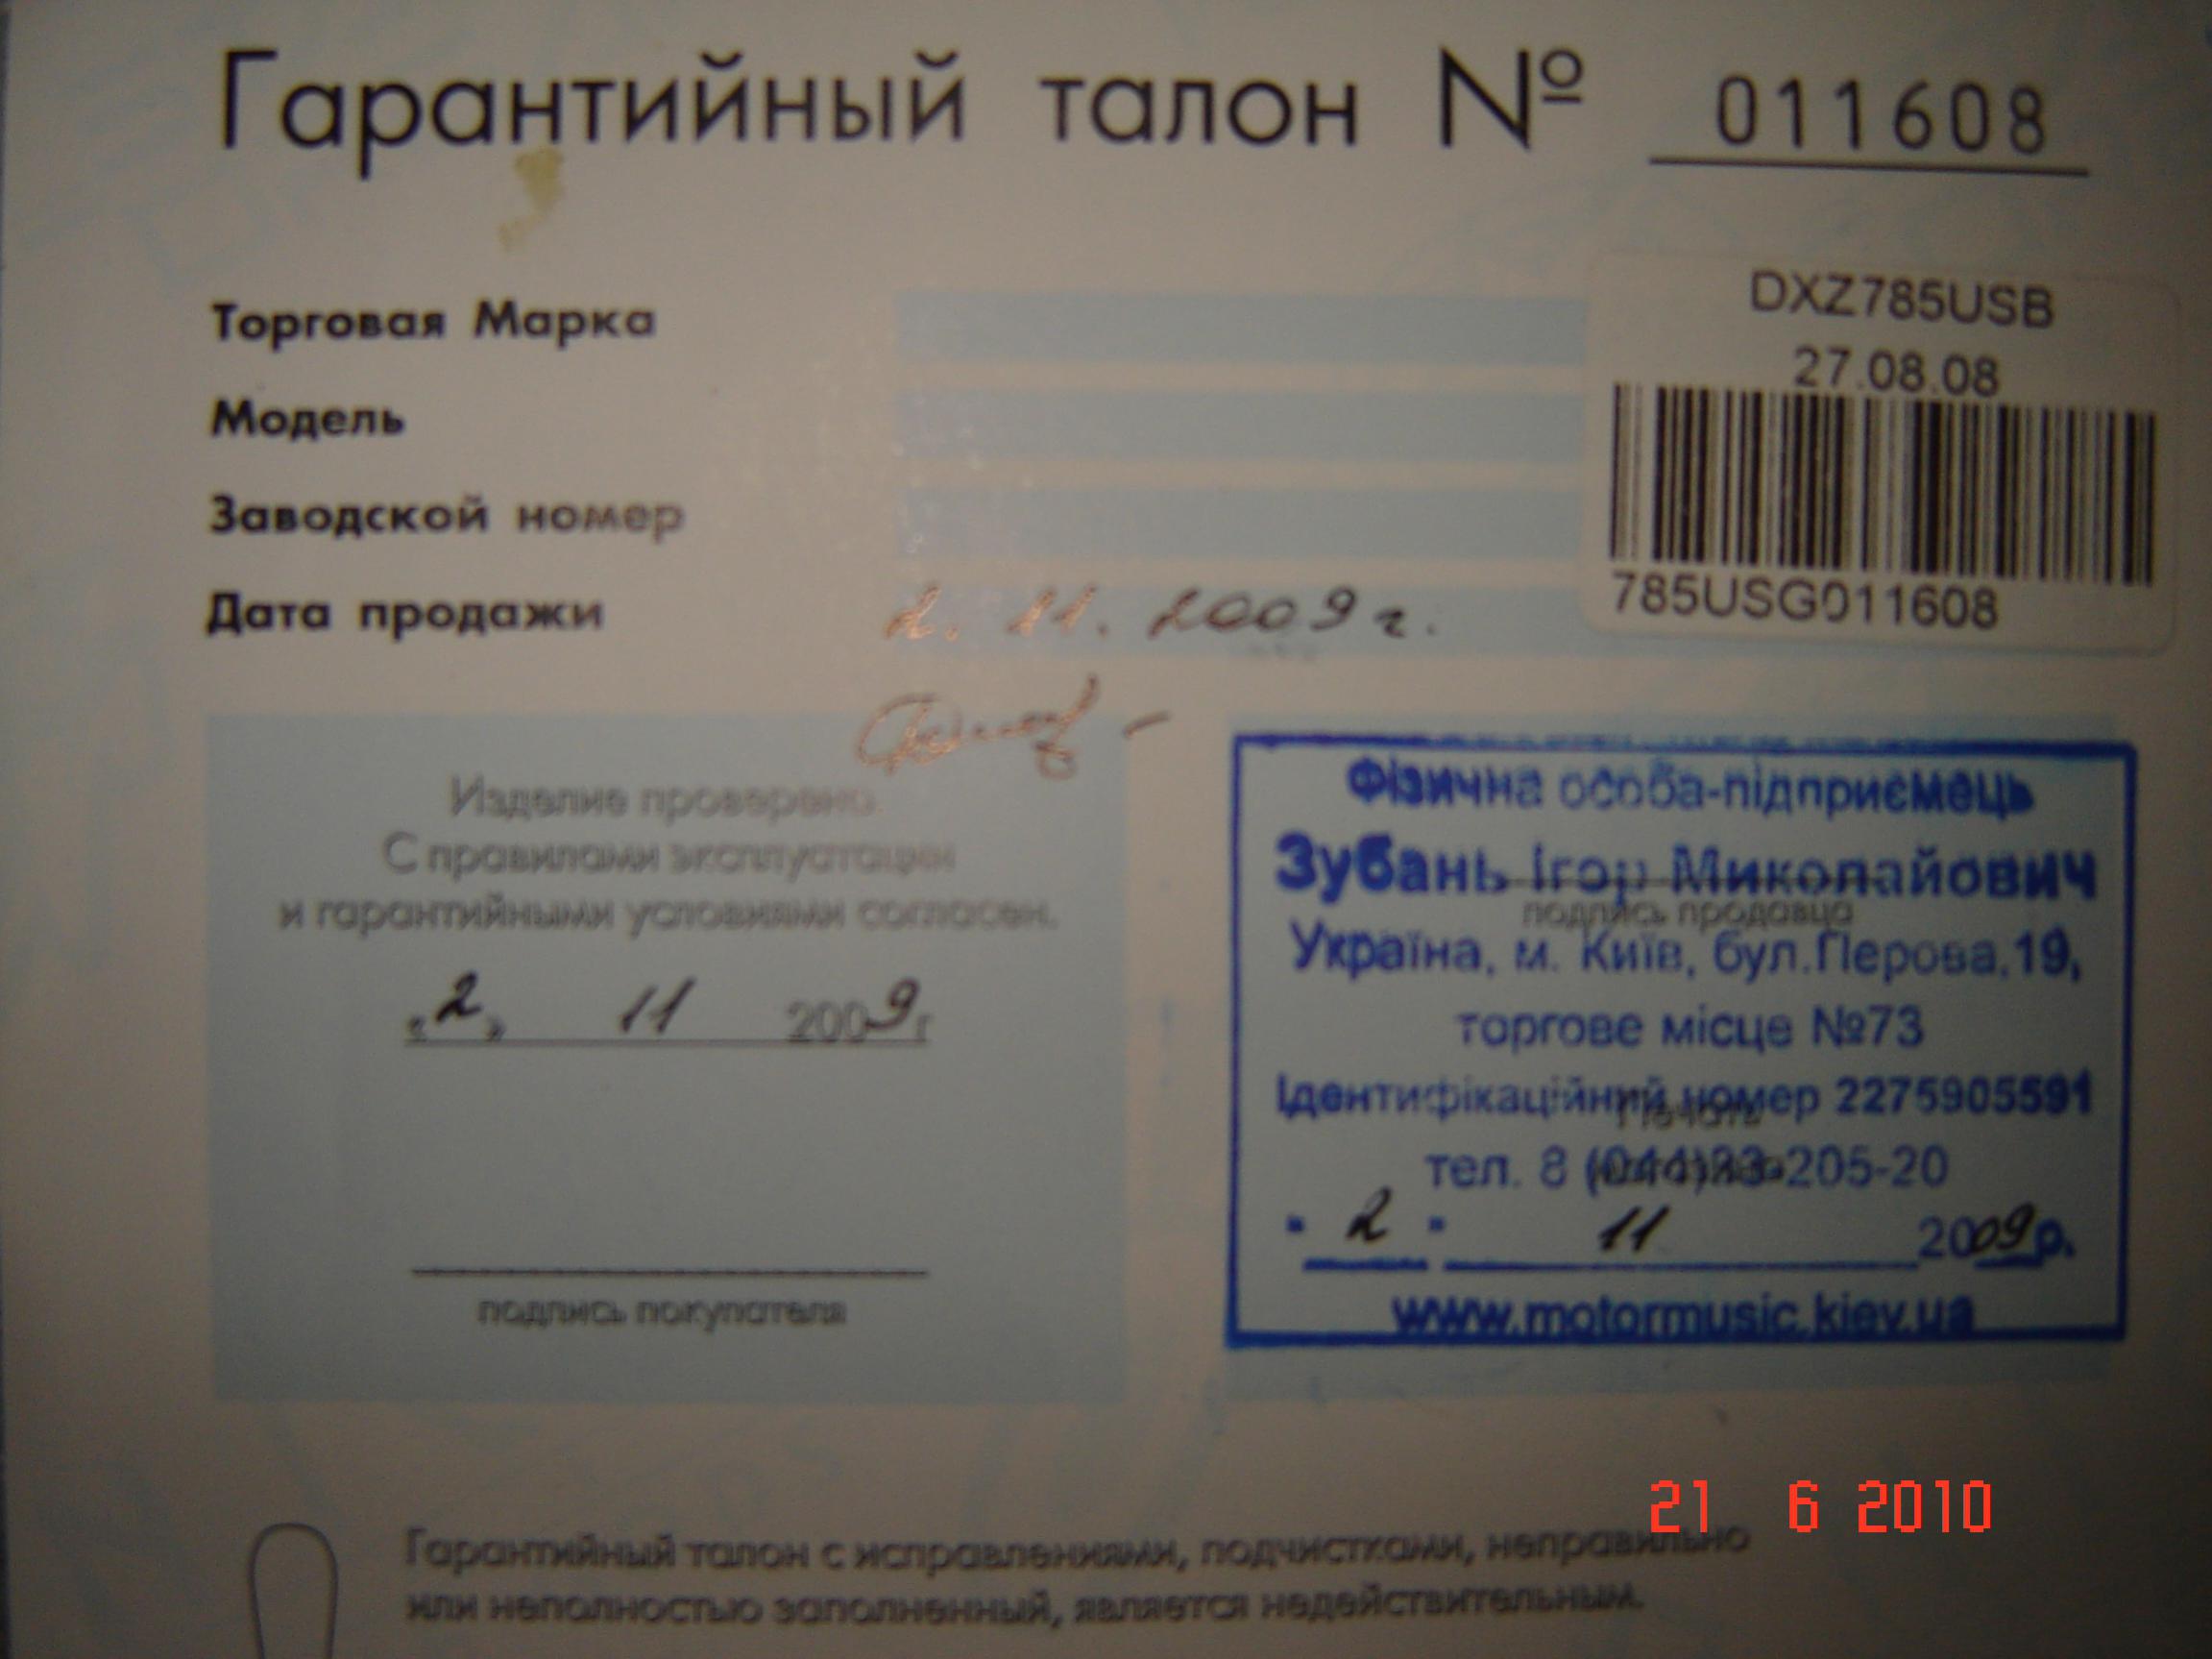 Гарантийный талон № 011608
DXZ785USB
27.08.08
785USG011608
Торговая Марка
Модель
Заводской номер
Дата продажи 2. 11. 2009 г.
Изделие проверено.
С правилами эксплуатации
и гарантийными условиями согласен.
«2» 11 2009г
подпись покупателя
Фізична особа-підприємець
Зубань Ігор Миколайович
подпись продавца
Україна, м. Київ, бул.Перова,19,
торгове місце №73
Ідентифікаційний номер 2275905591
Печать
тел. 8 (044)23-205-20
" 2 " 11 2009р.
www.motormusic.kiev.ua
21 6 2010
Гарантийный талон с исправлениями, подчистками, неправильно
или неполностью заполненный, является недействительным.